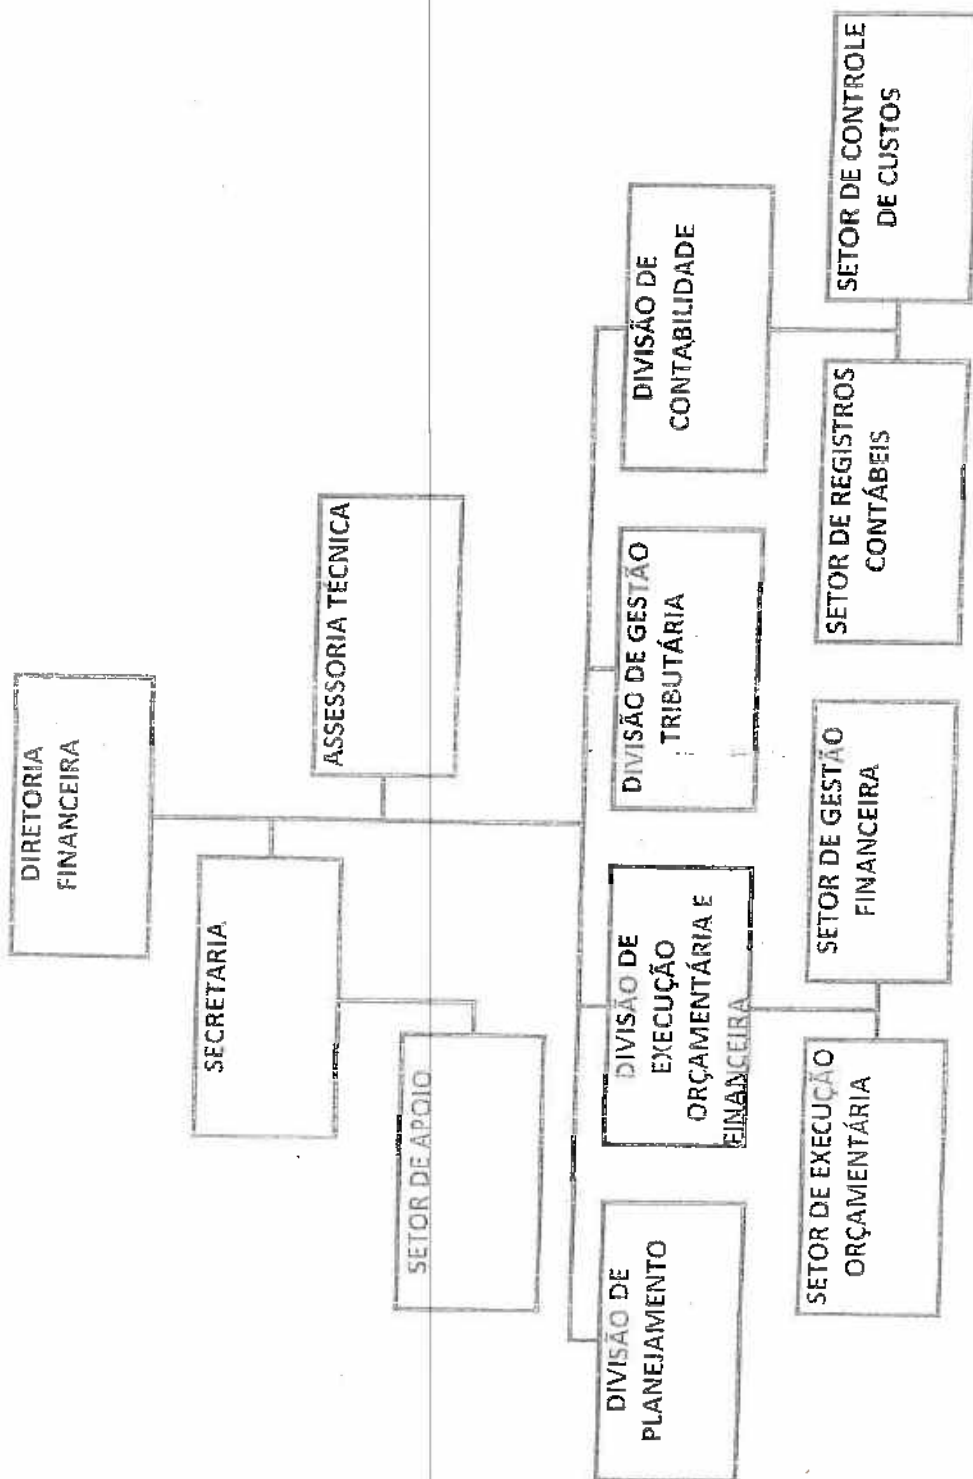 DIRETORIA
FINANCEIRA
SECRETARIA
ASSESSORIA TÉCNICA
SETOR DE APOIO
DIVISÃO DE
PLANEJAMENTO
DIVISÃO DE
EXECUÇÃO
ORÇAMENTÁRIA E
FINANCEIRA
DIVISÃO DE GESTÃO
TRIBUTÁRIA
DIVISÃO DE
CONTABILIDADE
SETOR DE EXECUÇÃO
ORÇAMENTÁRIA
SETOR DE GESTÃO
FINANCEIRA
SETOR DE REGISTROS
CONTÁBEIS
SETOR DE CONTROLE
DE CUSTOS